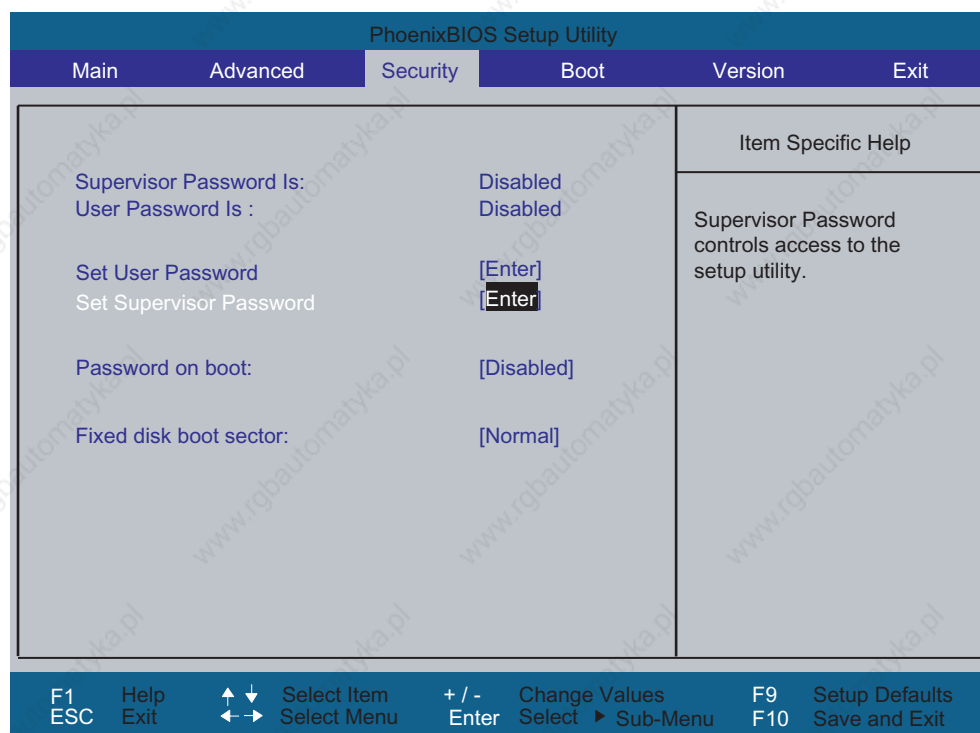 PhoenixBIOS Setup Utility
Main Advanced Security Boot Version Exit
Item Specific Help
Supervisor Password Is: Disabled
User Password Is : Disabled
Supervisor Password
controls access to the
setup utility.
Set User Password [Enter]
Set Supervisor Password [Enter]
Password on boot: [Disabled]
Fixed disk boot sector: [Normal]
F1 Help Select Item + / - Change Values F9 Setup Defaults
ESC Exit Select Menu Enter Select Sub-Menu F10 Save and Exit
www.rgbautomatyka.pl